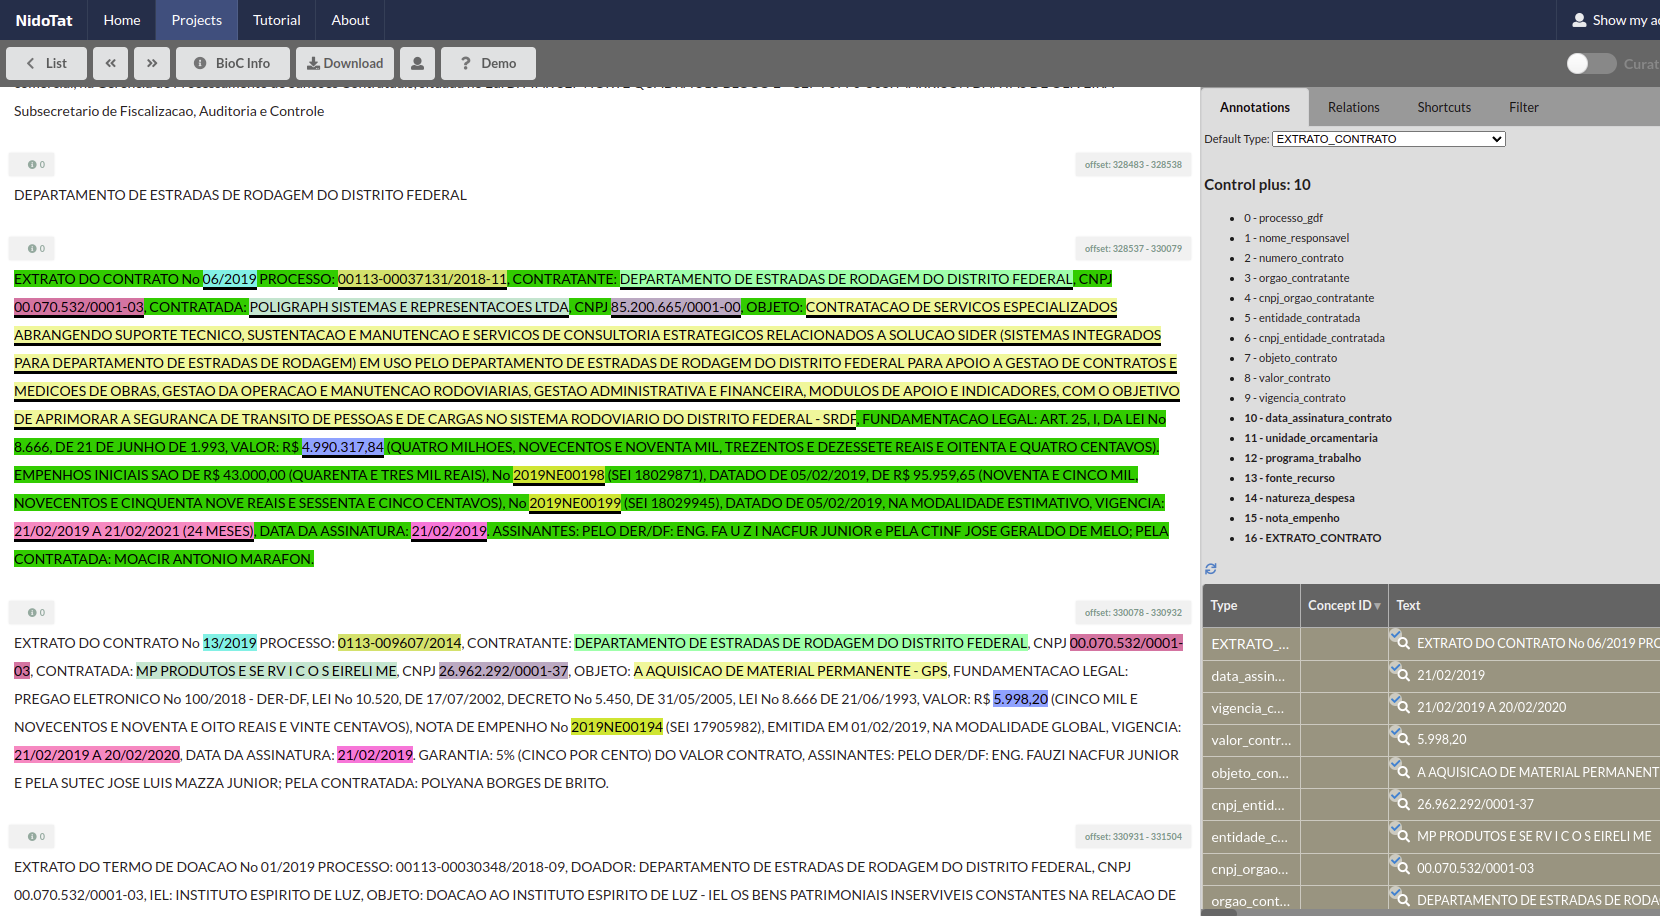 NidoTat Home Projects Tutorial About Show my a
List BioC Info Download Demo Curat
Subsecretario de Fiscalizacao, Auditoria e Controle
0 offset: 328483 - 328538
DEPARTAMENTO DE ESTRADAS DE RODAGEM DO DISTRITO FEDERAL
0 offset: 328537 - 330079
EXTRATO DO CONTRATO No 06/2019 PROCESSO: 00113-00037131/2018-11, CONTRATANTE: DEPARTAMENTO DE ESTRADAS DE RODAGEM DO DISTRITO FEDERAL, CNPJ
00.070.532/0001-03, CONTRATADA: POLIGRAPH SISTEMAS E REPRESENTACOES LTDA, CNPJ 85.200.665/0001-00, OBJETO: CONTRATACAO DE SERVICOS ESPECIALIZADOS
ABRANGENDO SUPORTE TECNICO, SUSTENTACAO E MANUTENCAO E SERVICOS DE CONSULTORIA ESTRATEGICOS RELACIONADOS A SOLUCAO SIDER (SISTEMAS INTEGRADOS
PARA DEPARTAMENTO DE ESTRADAS DE RODAGEM) EM USO PELO DEPARTAMENTO DE ESTRADAS DE RODAGEM DO DISTRITO FEDERAL PARA APOIO A GESTAO DE CONTRATOS E
MEDICOES DE OBRAS, GESTAO DA OPERACAO E MANUTENCAO RODOVIARIAS, GESTAO ADMINISTRATIVA E FINANCEIRA, MODULOS DE APOIO E INDICADORES, COM O OBJETIVO
DE APRIMORAR A SEGURANCA DE TRANSITO DE PESSOAS E DE CARGAS NO SISTEMA RODOVIARIO DO DISTRITO FEDERAL - SRDF, FUNDAMENTACAO LEGAL: ART. 25, I, DA LEI No
8.666, DE 21 DE JUNHO DE 1.993, VALOR: R$ 4.990.317,84 (QUATRO MILHOES, NOVECENTOS E NOVENTA MIL, TREZENTOS E DEZESSETE REAIS E OITENTA E QUATRO CENTAVOS).
EMPENHOS INICIAIS SAO DE R$ 43.000,00 (QUARENTA E TRES MIL REAIS), No 2019NE00198 (SEI 18029871), DATADO DE 05/02/2019, DE R$ 95.959,65 (NOVENTA E CINCO MIL,
NOVECENTOS E CINQUENTA NOVE REAIS E SESSENTA E CINCO CENTAVOS), No 2019NE00199 (SEI 18029945), DATADO DE 05/02/2019, NA MODALIDADE ESTIMATIVO, VIGENCIA:
21/02/2019 A 21/02/2021 (24 MESES), DATA DA ASSINATURA: 21/02/2019. ASSINANTES: PELO DER/DF: ENG. FA U Z I NACFUR JUNIOR e PELA CTINF JOSE GERALDO DE MELO; PELA
CONTRATADA: MOACIR ANTONIO MARAFON.
0 offset: 330078 - 330932
EXTRATO DO CONTRATO No 13/2019 PROCESSO: 0113-009607/2014, CONTRATANTE: DEPARTAMENTO DE ESTRADAS DE RODAGEM DO DISTRITO FEDERAL, CNPJ 00.070.532/0001-
03, CONTRATADA: MP PRODUTOS E SE RV I C O S EIRELI ME, CNPJ 26.962.292/0001-37, OBJETO: A AQUISICAO DE MATERIAL PERMANENTE - GPS, FUNDAMENTACAO LEGAL:
PREGAO ELETRONICO No 100/2018 - DER-DF, LEI No 10.520, DE 17/07/2002, DECRETO No 5.450, DE 31/05/2005, LEI No 8.666 DE 21/06/1993, VALOR: R$ 5.998,20 (CINCO MIL E
NOVECENTOS E NOVENTA E OITO REAIS E VINTE CENTAVOS), NOTA DE EMPENHO No 2019NE00194 (SEI 17905982), EMITIDA EM 01/02/2019, NA MODALIDADE GLOBAL, VIGENCIA:
21/02/2019 A 20/02/2020, DATA DA ASSINATURA: 21/02/2019. GARANTIA: 5% (CINCO POR CENTO) DO VALOR CONTRATO, ASSINANTES: PELO DER/DF: ENG. FAUZI NACFUR JUNIOR
E PELA SUTEC JOSE LUIS MAZZA JUNIOR; PELA CONTRATADA: POLYANA BORGES DE BRITO.
0 offset: 330931 - 331504
EXTRATO DO TERMO DE DOACAO No 01/2019 PROCESSO: 00113-00030348/2018-09, DOADOR: DEPARTAMENTO DE ESTRADAS DE RODAGEM DO DISTRITO FEDERAL, CNPJ
00.070.532/0001-03, IEL: INSTITUTO ESPIRITO DE LUZ, OBJETO: DOACAO AO INSTITUTO ESPIRITO DE LUZ - IEL OS BENS PATRIMONIAIS INSERVIVEIS CONSTANTES NA RELACAO DE
Annotations Relations Shortcuts Filter
Default Type: EXTRATO_CONTRATO
Control plus: 10
0 - processo_gdf
1 - nome_responsavel
2 - numero_contrato
3 - orgao_contratante
4 - cnpj_orgao_contratante
5 - entidade_contratada
6 - cnpj_entidade_contratada
7 - objeto_contrato
8 - valor_contrato
9 - vigencia_contrato
10 - data_assinatura_contrato
11 - unidade_orcamentaria
12 - programa_trabalho
13 - fonte_recurso
14 - natureza_despesa
15 - nota_empenho
16 - EXTRATO_CONTRATO
Type Concept ID Text
EXTRATO_... EXTRATO DO CONTRATO No 06/2019 PRO
data_assin... 21/02/2019
vigencia_c... 21/02/2019 A 20/02/2020
valor_contr... 5.998,20
objeto_con... A AQUISICAO DE MATERIAL PERMANENT
cnpj_entid... 26.962.292/0001-37
entidade_c... MP PRODUTOS E SE RV I C O S EIRELI ME
cnpj_orgao... 00.070.532/0001-03
orgao_cont... DEPARTAMENTO DE ESTRADAS DE RODA